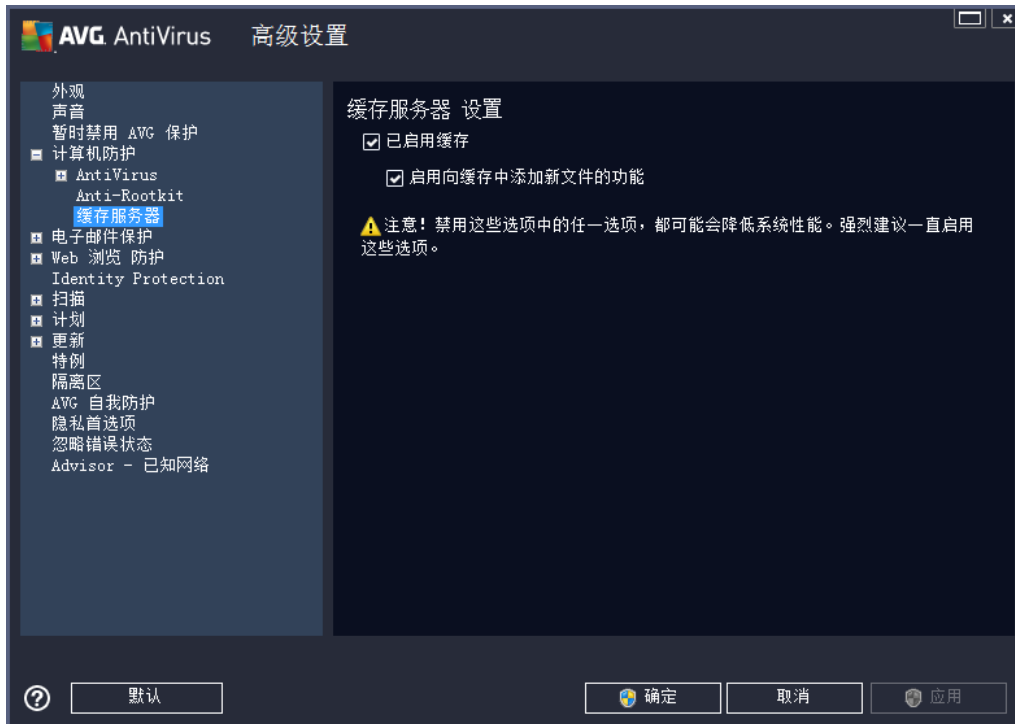 AVG. AntiVirus 高级设置
外观
声音
暂时禁用 AVG 保护
计算机防护
AntiVirus
Anti-Rootkit
缓存服务器
电子邮件保护
Web 浏览 防护
Identity Protection
扫描
计划
更新
特例
隔离区
AVG 自我防护
隐私首选项
忽略错误状态
Advisor - 已知网络
缓存服务器 设置
已启用缓存
启用向缓存中添加新文件的功能
注意！禁用这些选项中的任一选项，都可能会降低系统性能。强烈建议一直启用
这些选项。
默认
确定
取消
应用